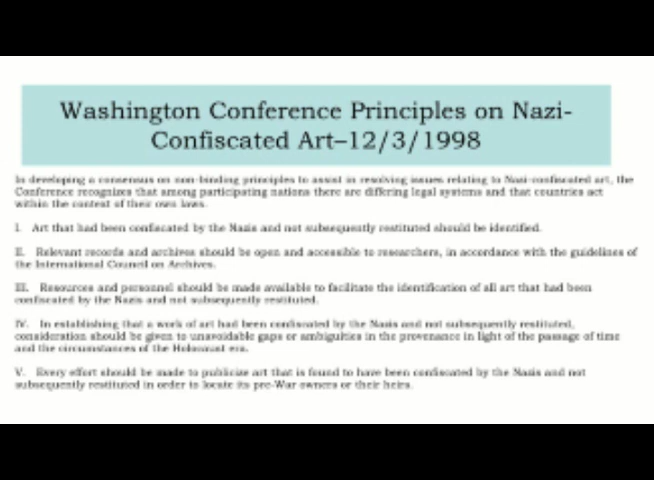 Washington Conference Principles on Nazi-
Confiscated Art–12/3/1998
In developing a consensus on non-binding principles to assist in resolving issues relating to Nazi-confiscated art, the
Conference recognizes that among participating nations there are differing legal systems and that countries act
within the context of their own laws.
I. Art that had been confiscated by the Nazis and not subsequently restituted should be identified.
II. Relevant records and archives should be open and accessible to researchers, in accordance with the guidelines of
the International Council on Archives.
III. Resources and personnel should be made available to facilitate the identification of all art that had been
confiscated by the Nazis and not subsequently restituted.
IV. In establishing that a work of art had been confiscated by the Nazis and not subsequently restituted,
consideration should be given to unavoidable gaps or ambiguities in the provenance in light of the passage of time
and the circumstances of the Holocaust era.
V. Every effort should be made to publicize art that is found to have been confiscated by the Nazis and not
subsequently restituted in order to locate its pre-War owners or their heirs.